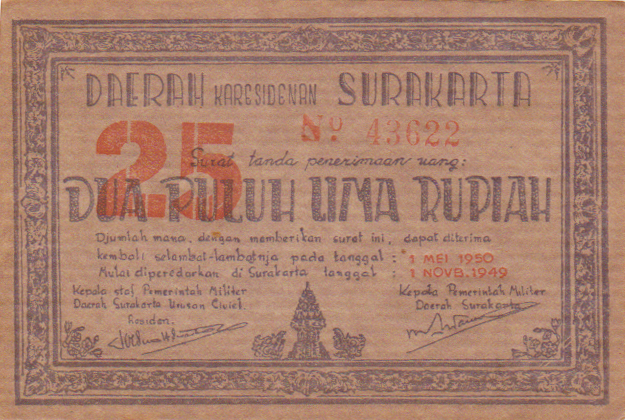 DAERAH KARESIDENAN SURAKARTA
25
No 43622
Surat tanda penerimaan uang:
DUA PULUH LIMA RUPIAH
Djumlah mana, dengan memberikan surat ini, dapat diterima
kembali selambat-lambatnja pada tanggal : 1 MEI 1950
Mulai diperedarkan di Surakarta tanggal : 1 NOVB. 1949
Kepala staf Pemerintah Militer
Daerah Surakarta Urusan Civiel.
Residen.
Kepala Pemerintah Militer
Daerah Surakarta